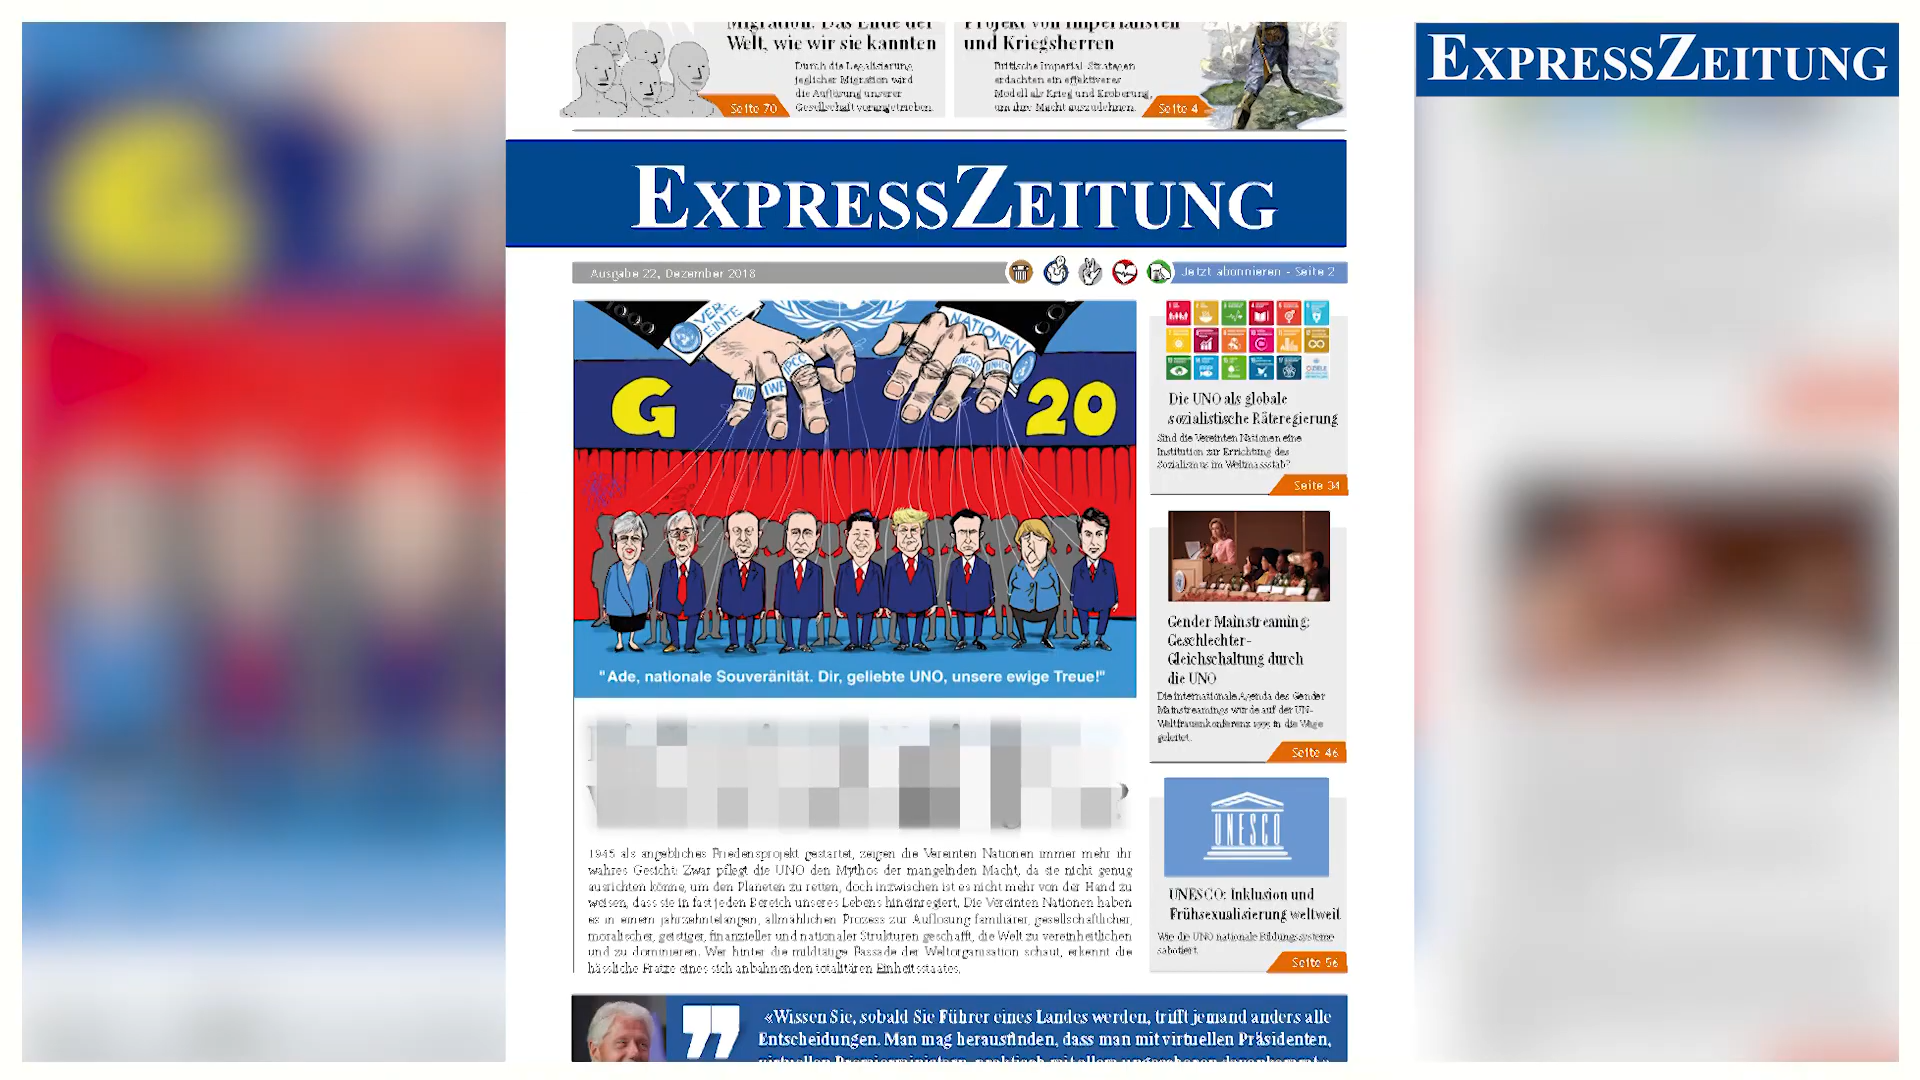 Welt, wie wir sie kannten
Durch die Legalisierung
jeglicher Migration wird
die Auflösung unserer
Gesellschaft vorangetrieben.
Seite 70
Projekt von Imperialisten
und Kriegsherren
Britische Imperial-Strategen
erdachten ein effektiveres
Modell als Krieg und Eroberung,
um ihre Macht auszudehnen.
Seite 4
EXPRESSZEITUNG
EXPRESSZEITUNG
Ausgabe 22, Dezember 2018
Jetzt abonnieren - Seite 2
VER-
EINTE
NATIONEN
WHO
IWF
IPCC
UNESCO
UNHCR
G 20
"Ade, nationale Souveränität. Dir, geliebte UNO, unsere ewige Treue!"
1945 als angebliches Friedensprojekt gestartet, zeigen die Vereinten Nationen immer mehr ihr
wahres Gesicht: Zwar pflegt die UNO den Mythos der mangelnden Macht, da sie nicht genug
ausrichten könne, um den Planeten zu retten, doch inzwischen ist es nicht mehr von der Hand zu
weisen, dass sie in fast jeden Bereich unseres Lebens hineinregiert. Die Vereinten Nationen haben
es in einem jahrzehntelangen, allmählichen Prozess zur Auflösung familiärer, gesellschaftlicher,
moralischer, geistiger, finanzieller und nationaler Strukturen geschafft, die Welt zu vereinheitlichen
und zu dominieren. Wer hinter die mildtätige Fassade der Weltorganisation schaut, erkennt die
hässliche Fratze eines sich anbahnenden totalitären Einheitsstaates.
Die UNO als globale
sozialistische Räteregierung
Sind die Vereinten Nationen eine
Institution zur Errichtung des
Sozialismus im Weltmassstab?
Seite 34
Gender Mainstreaming:
Geschlechter-
Gleichschaltung durch
die UNO
Die internationale Agenda des Gender
Mainstreamings wurde auf der UN-
Weltfrauenkonferenz 1995 in die Wege
geleitet.
Seite 46
UNESCO
UNESCO: Inklusion und
Frühsexualisierung weltweit
Wie die UNO nationale Bildungssysteme
sabotiert.
Seite 56
«Wissen Sie, sobald Sie Führer eines Landes werden, trifft jemand anders alle
Entscheidungen. Man mag herausfinden, dass man mit virtuellen Präsidenten,